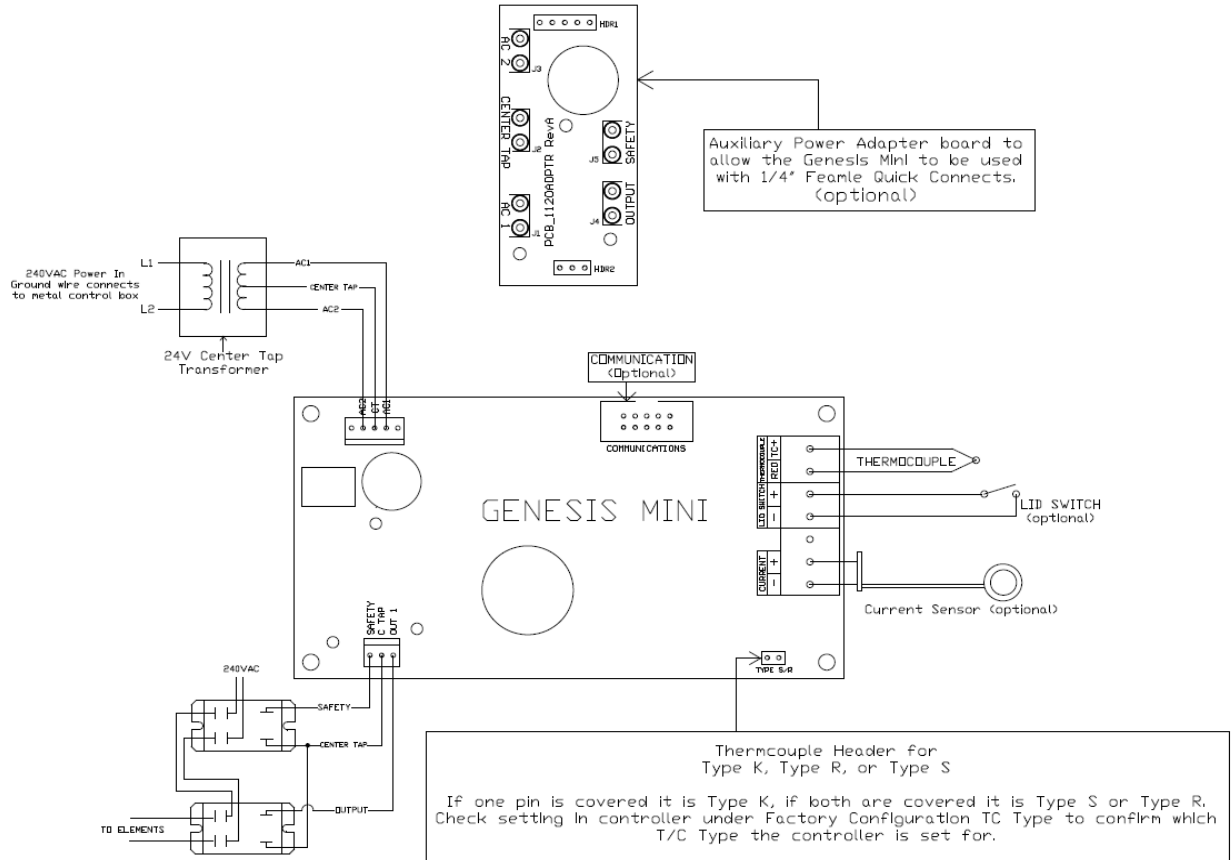 HDR1
AC 2
J3
CENTER TAP
J2
AC 1
J1
PCB_1120ADPTR RevA
SAFETY
J5
OUTPUT
J4
HDR2
Auxiliary Power Adapter board to
allow the Genesis Mini to be used
with 1/4" Feamle Quick Connects.
(optional)
240VAC Power In
Ground wire connects
to metal control box
L1
L2
AC1
CENTER TAP
AC2
24V Center Tap
Transformer
COMMUNICATION
(Optional)
AC2
CT
AC1
COMMUNICATIONS
GENESIS MINI
THERMOCOUPLE
TC+
RED
LID SWITCH
+
-
CURRENT
+
-
THERMOCOUPLE
LID SWITCH
(optional)
Current Sensor (optional)
SAFETY
C TAP
OUT 1
TYPE S/R
240VAC
SAFETY
CENTER TAP
OUTPUT
TO ELEMENTS
Thermcouple Header for
Type K, Type R, or Type S
If one pin is covered it is Type K, if both are covered it is Type S or Type R.
Check setting in controller under Factory Configuration TC Type to confirm which
T/C Type the controller is set for.